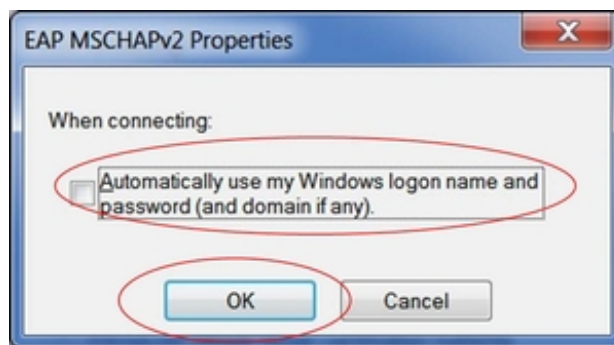 EAP MSCHAPv2 Properties
When connecting:
Automatically use my Windows logon name and
password (and domain if any).
OK
Cancel